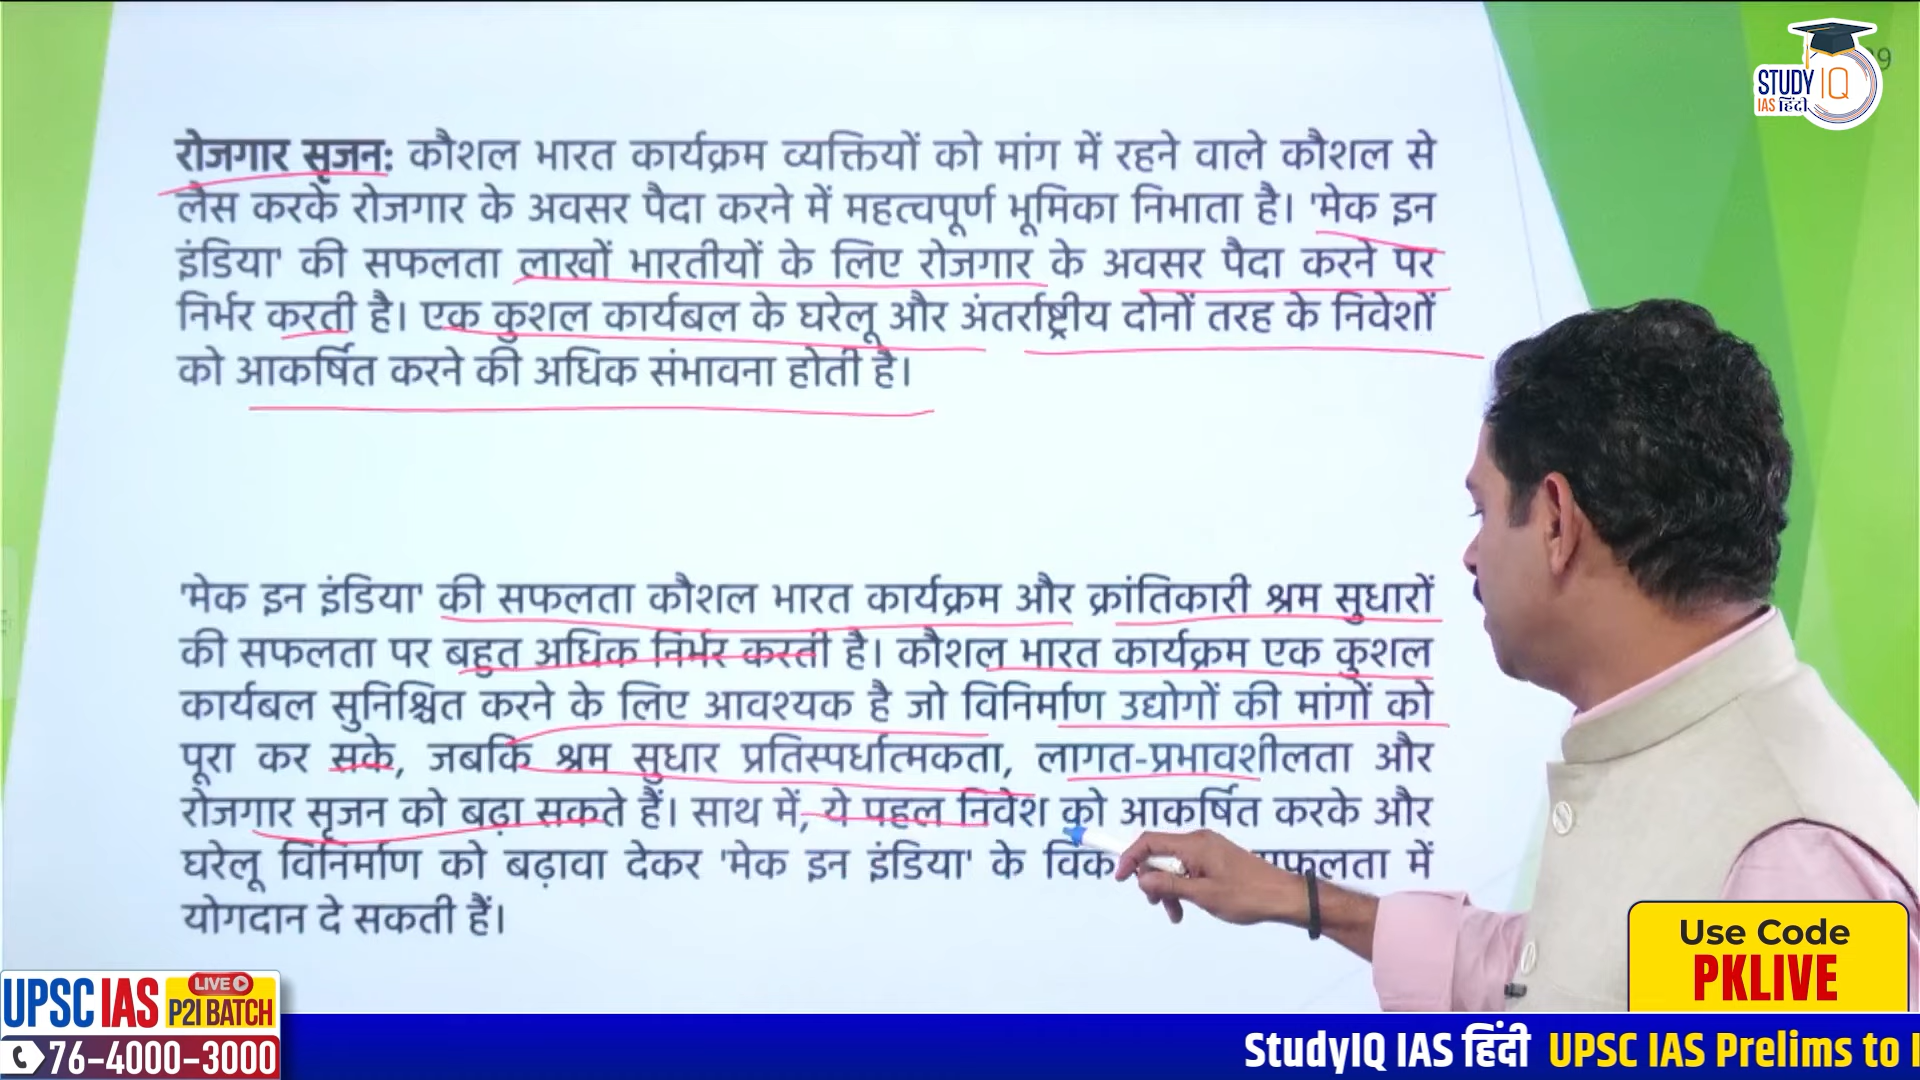 STUDY IQ
IAS हिंदी
9
रोजगार सृजन: कौशल भारत कार्यक्रम व्यक्तियों को मांग में रहने वाले कौशल से
लैस करके रोजगार के अवसर पैदा करने में महत्वपूर्ण भूमिका निभाता है। 'मेक इन
इंडिया' की सफलता लाखों भारतीयों के लिए रोजगार के अवसर पैदा करने पर
निर्भर करती है। एक कुशल कार्यबल के घरेलू और अंतर्राष्ट्रीय दोनों तरह के निवेशों
को आकर्षित करने की अधिक संभावना होती है।
'मेक इन इंडिया' की सफलता कौशल भारत कार्यक्रम और क्रांतिकारी श्रम सुधारों
की सफलता पर बहुत अधिक निर्भर करती है। कौशल भारत कार्यक्रम एक कुशल
कार्यबल सुनिश्चित करने के लिए आवश्यक है जो विनिर्माण उद्योगों की मांगों को
पूरा कर सके, जबकि श्रम सुधार प्रतिस्पर्धात्मकता, लागत-प्रभावशीलता और
रोजगार सृजन को बढ़ा सकते हैं। साथ में, ये पहल निवेश को आकर्षित करके और
घरेलू विनिर्माण को बढ़ावा देकर 'मेक इन इंडिया' के में
योगदान दे सकती हैं।
Use Code
PKLIVE
UPSC IAS LIVE
P2I BATCH
76-4000-3000
StudyIQ IAS हिंदी UPSC IAS Prelims to